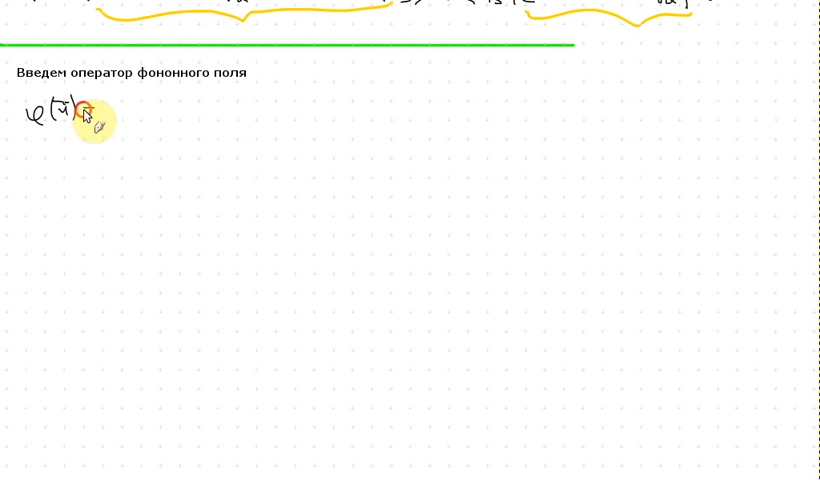 Введем оператор фононного поля
φ(r̄) =